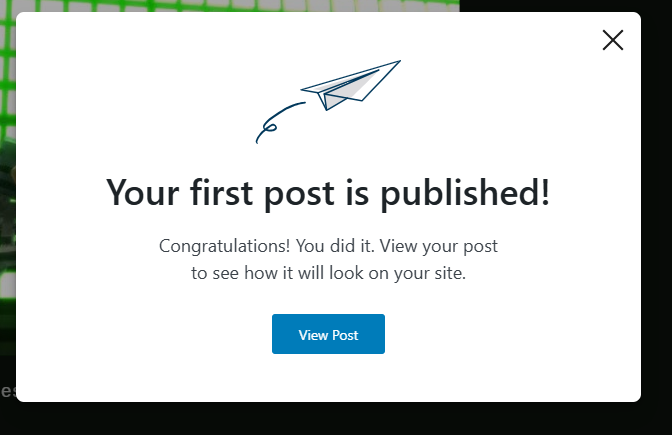 Your first post is published!
Congratulations! You did it. View your post
to see how it will look on your site.
View Post
es